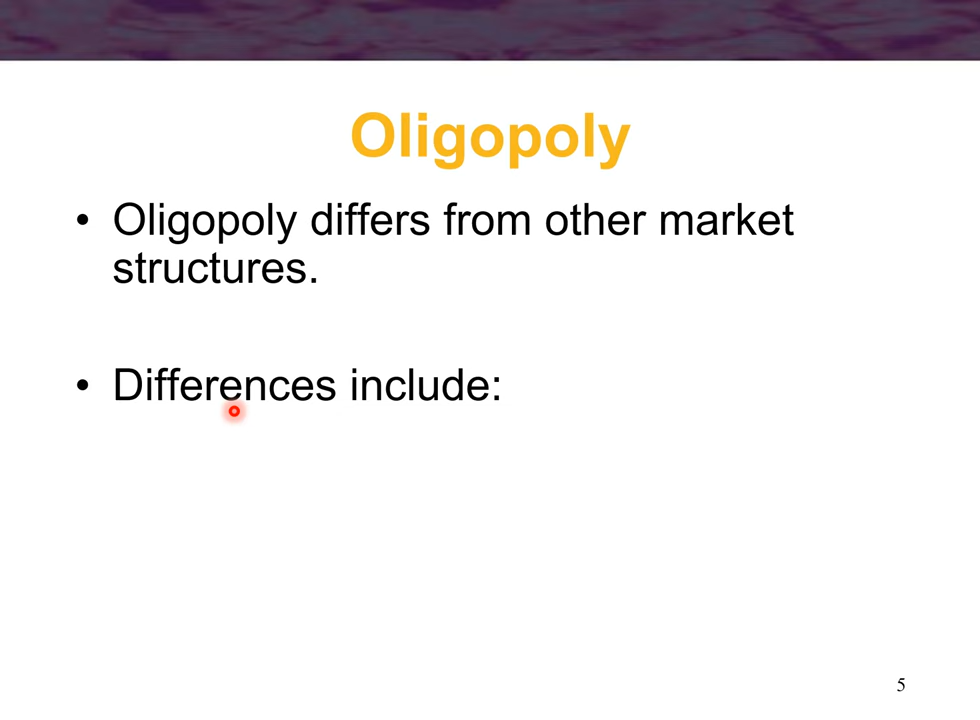 Oligopoly
• Oligopoly differs from other market
structures.
• Differences include:
5